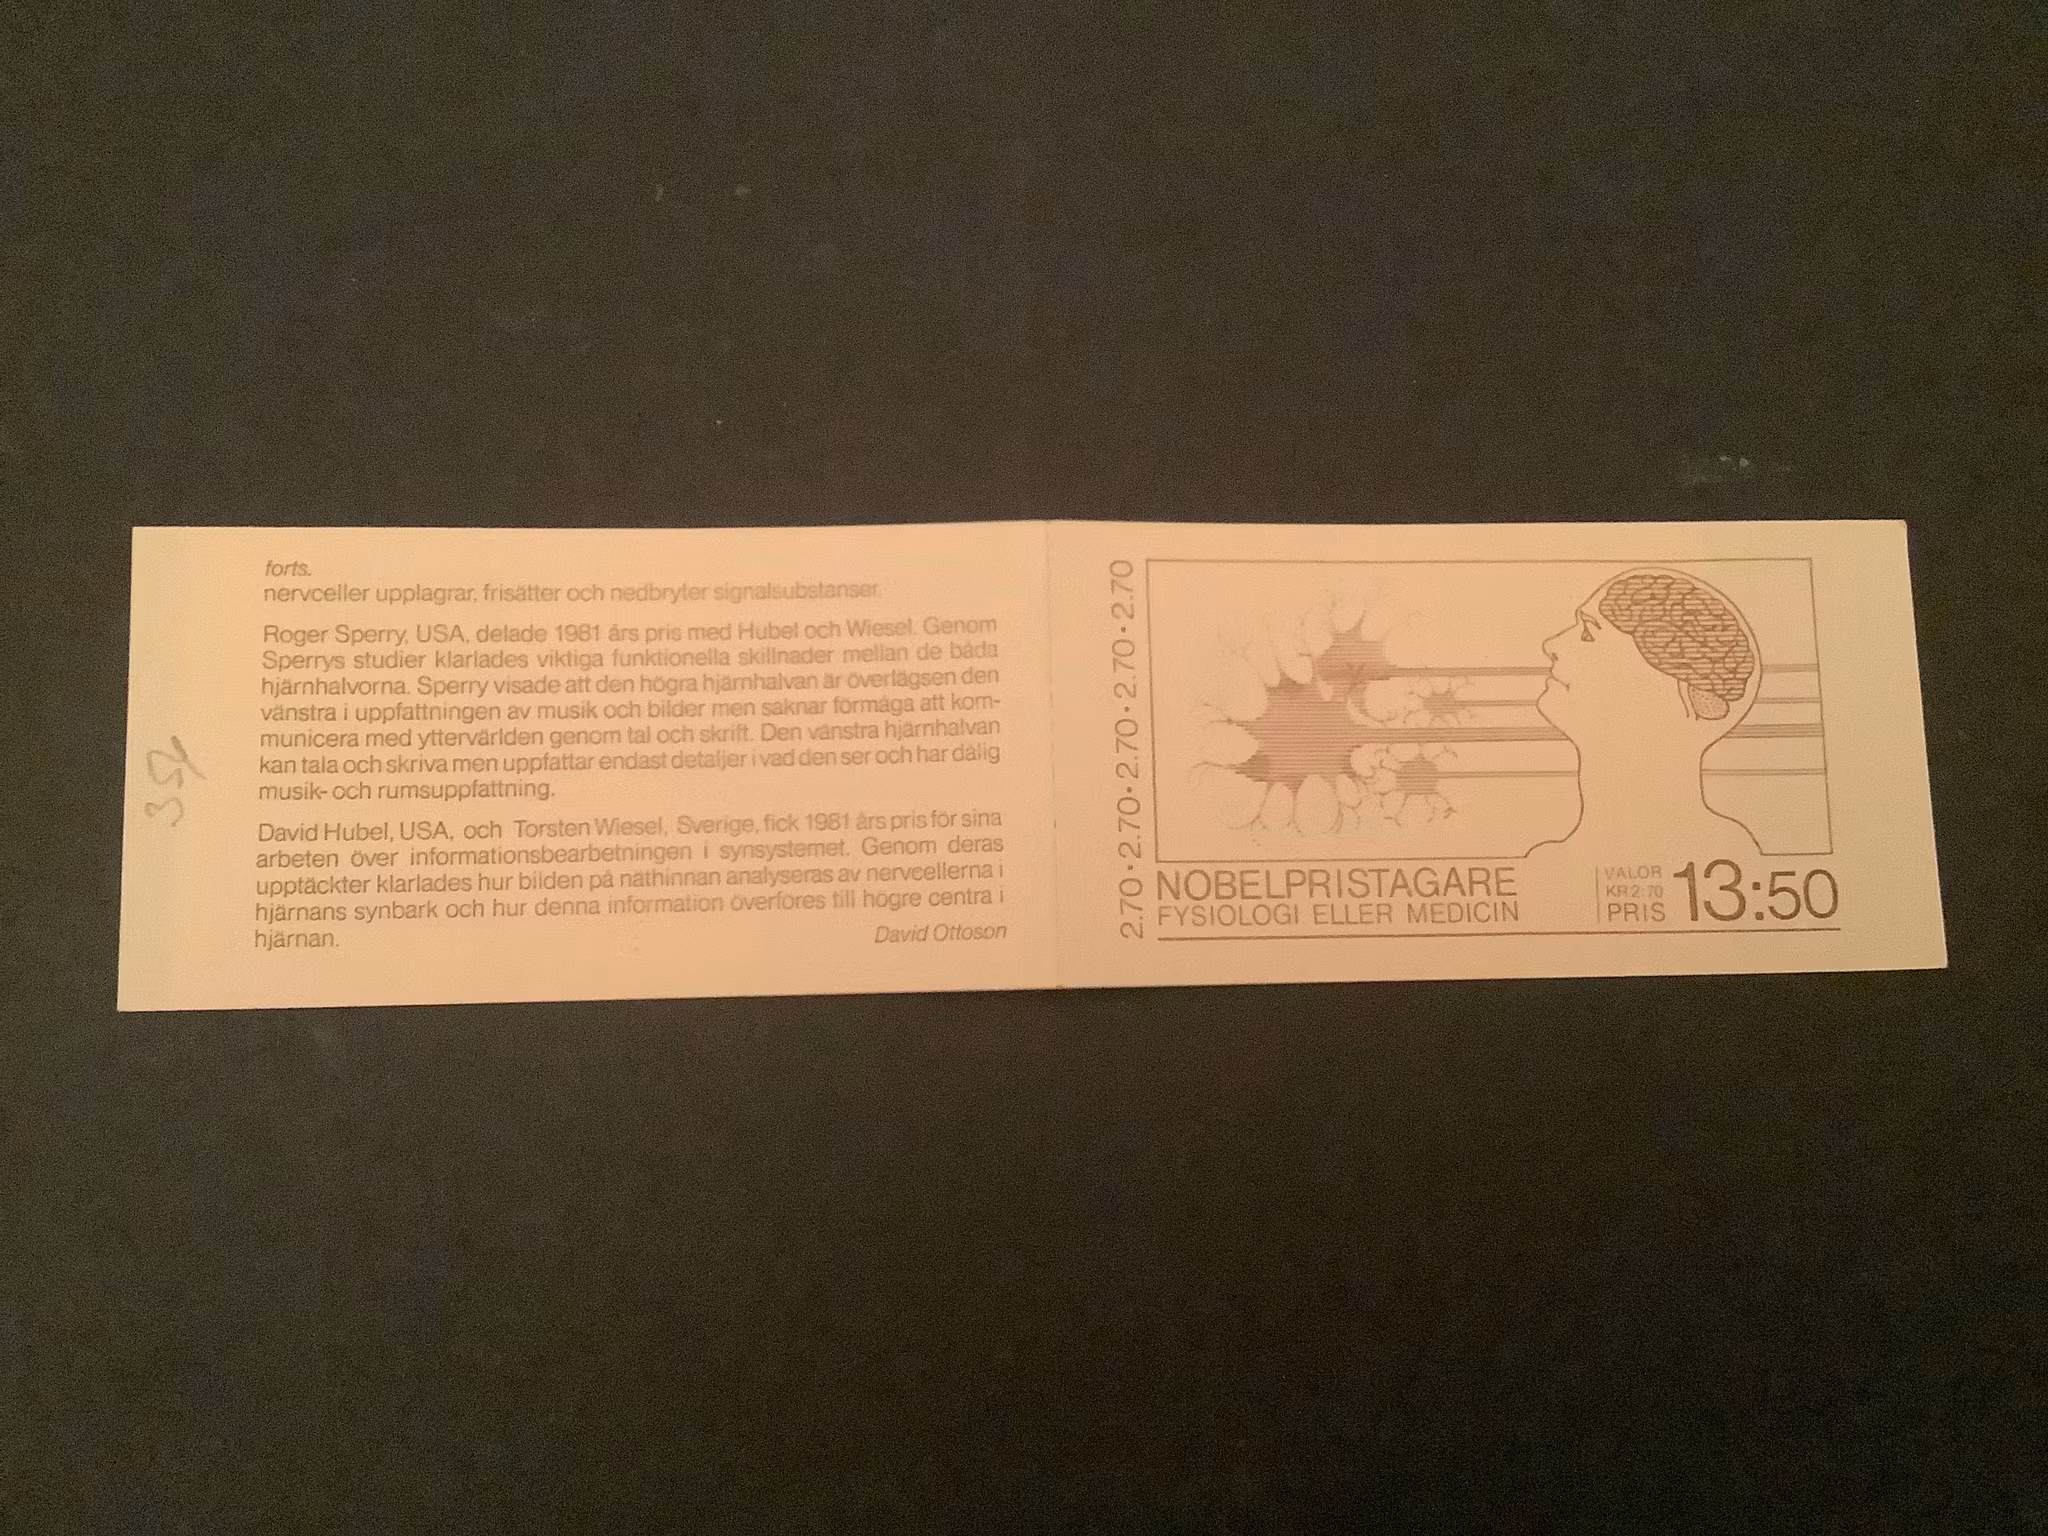 forts.
nervceller upplagrar, frisätter och nedbryter signalsubstanser.
Roger Sperry, USA, delade 1981 års pris med Hubel och Wiesel. Genom
Sperrys studier klarlades viktiga funktionella skillnader mellan de båda
hjärnhalvorna. Sperry visade att den högra hjärnhalvan är överlägsen den
vänstra i uppfattningen av musik och bilder men saknar förmåga att kom-
municera med yttervärlden genom tal och skrift. Den vänstra hjärnhalvan
kan tala och skriva men uppfattar endast detaljer i vad den ser och har dålig
musik- och rumsuppfattning.
David Hubel, USA, och Torsten Wiesel, Sverige, fick 1981 års pris för sina
arbeten över informationsbearbetningen i synsystemet. Genom deras
upptäckter klarlades hur bilden på näthinnan analyseras av nervcellerna i
hjärnans synbark och hur denna information överföres till högre centra i
hjärnan.
David Ottoson
2.70·2.70·2.70·2.70·2.70
NOBELPRISTAGARE
FYSIOLOGI ELLER MEDICIN
VALÖR
KR 2:70
PRIS
13:50